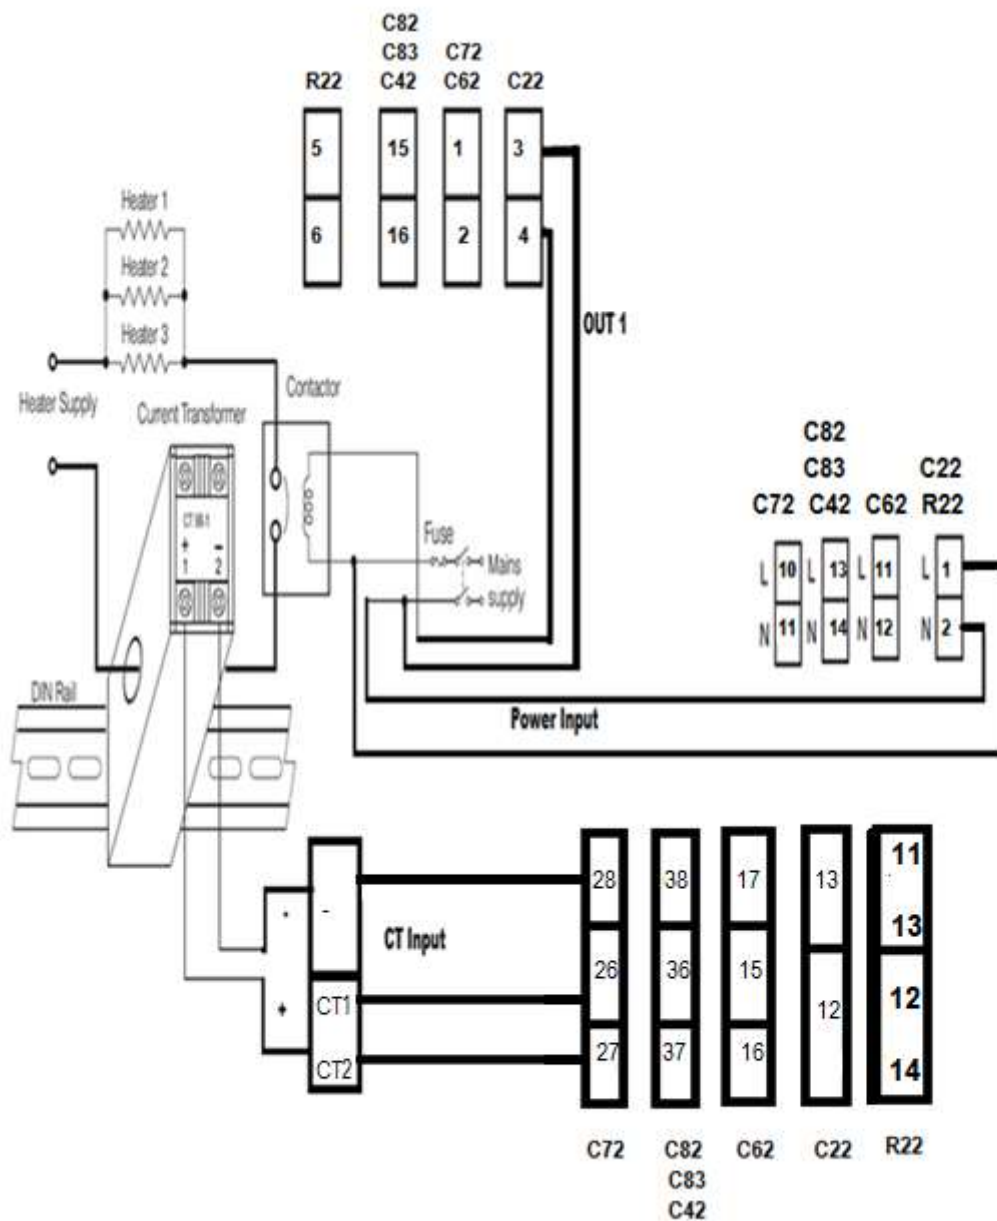 C82
C83 C72
R22 C42 C62 C22
5 15 1 3
6 16 2 4
OUT 1
Heater 1
Heater 2
Heater 3
Heater Supply
Current Transformer
Contactor
CT 98-1
+ -
1 2
Fuse
Mains
supply
C82
C83 C22
C72 C42 C62 R22
L 10 L 13 L 11 L 1
N 11 N 14 N 12 N 2
DIN Rail
Power Input
- -
CT Input
+ CT1
CT2
28 38 17 13 11
13
26 36 15 12 12
27 37 16 14
C72 C82 C62 C22 R22
C83
C42